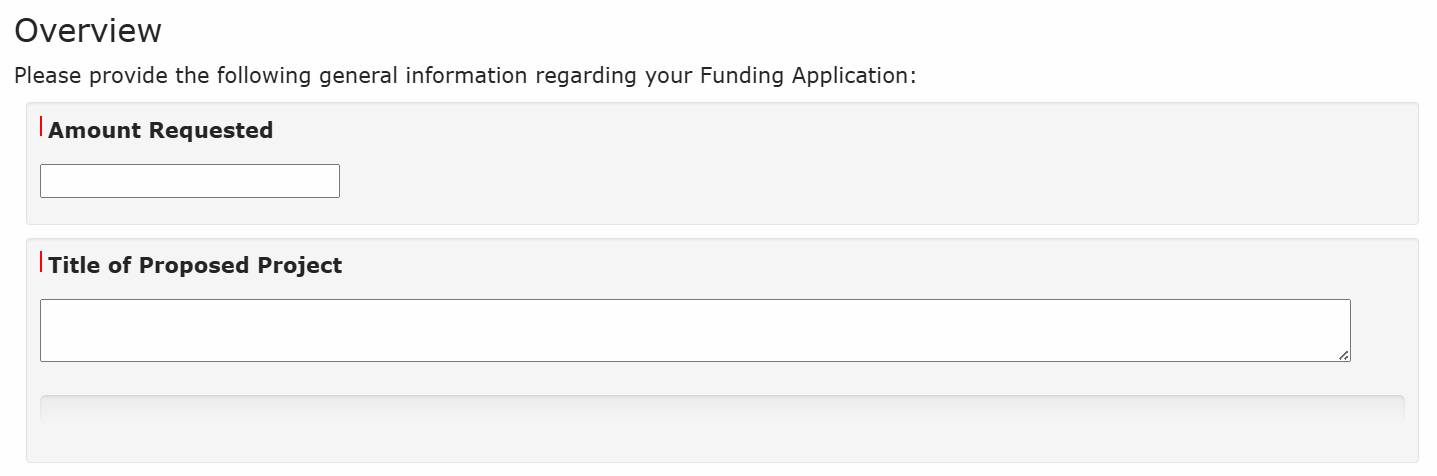 Overview
Please provide the following general information regarding your Funding Application:
Amount Requested
Title of Proposed Project